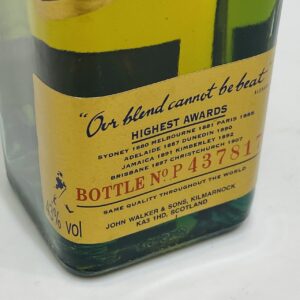 "Our blend cannot be beat
HIGHEST AWARDS
SYDNEY 1880 MELBOURNE 1881 PARIS 1885
ADELAIDE 1887 DUNEDIN 1890
JAMAICA 1891 KIMBERLEY 1892
BRISBANE 1897 CHRISTCHURCH 1907
BOTTLE No. P 437817
SAME QUALITY THROUGHOUT THE WORLD
JOHN WALKER & SONS, KILMARNOCK
KA3 1HD, SCOTLAND
43% vol